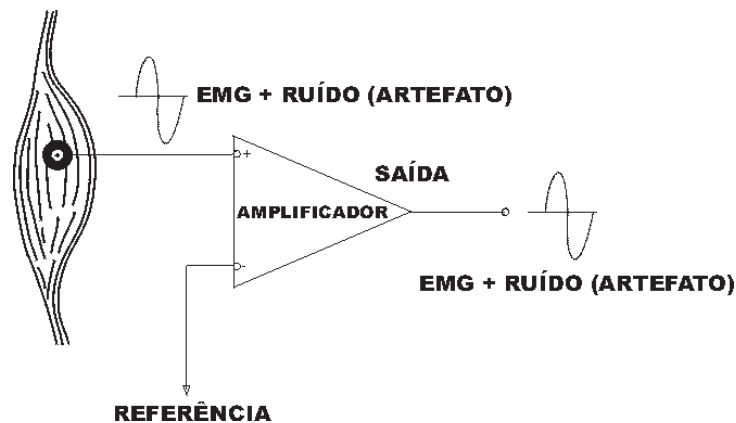 EMG + RUÍDO (ARTEFATO)
+
SAÍDA
AMPLIFICADOR
-
EMG + RUÍDO (ARTEFATO)
REFERÊNCIA